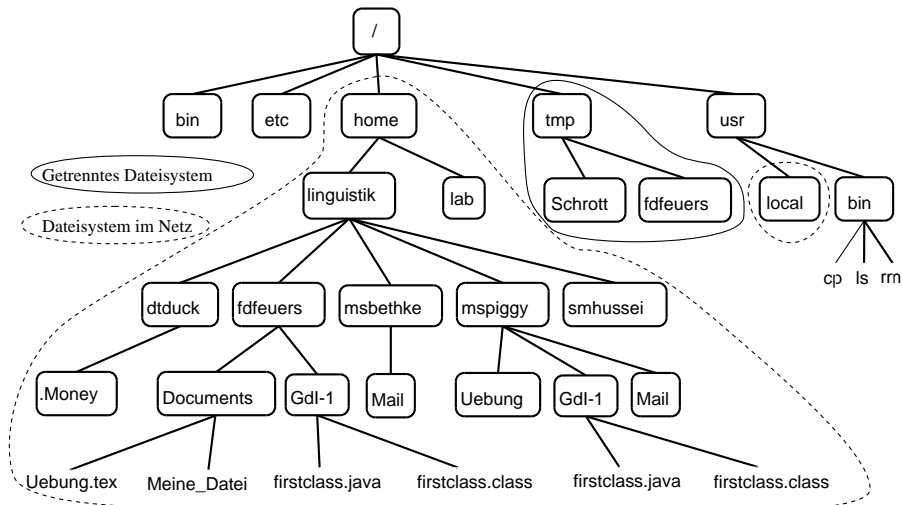 /
bin etc home tmp usr
Getrenntes Dateisystem
linguistik lab Schrott fdfeuers local bin
Dateisystem im Netz
cp ls rm
dtduck fdfeuers msbethke mspiggy smhussei
.Money Documents GdI-1 Mail Uebung GdI-1 Mail
Uebung.tex Meine_Datei firstclass.java firstclass.class firstclass.java firstclass.class